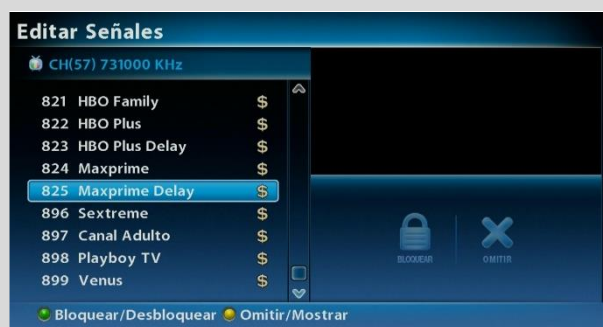 Editar Señales
CH(57) 731000 KHz
821 HBO Family $
822 HBO Plus $
823 HBO Plus Delay $
824 Maxprime $
825 Maxprime Delay $
896 Sextreme $
897 Canal Adulto $
898 Playboy TV $
899 Venus $
BLOQUEAR OMITIR
Bloquear/Desbloquear Omitir/Mostrar